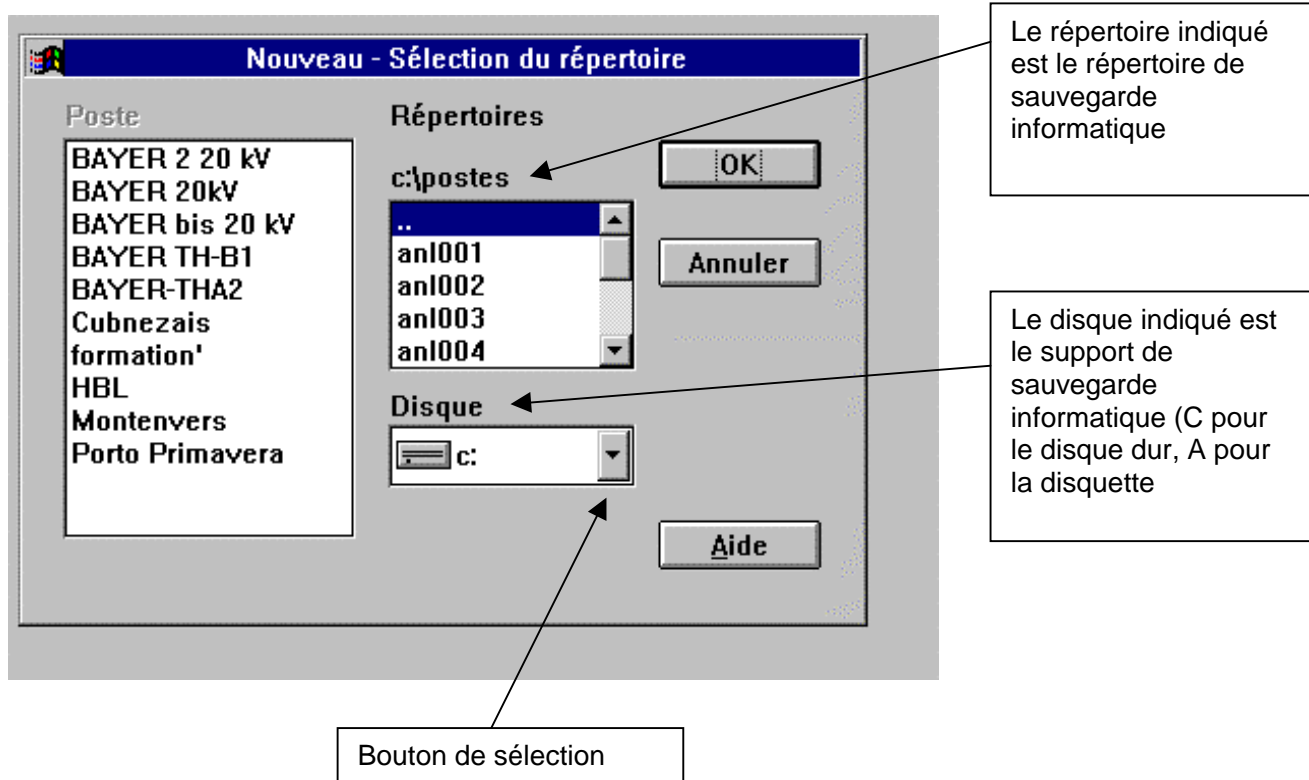 Nouveau - Sélection du répertoire
Poste
BAYER 2 20 kV
BAYER 20kV
BAYER bis 20 kV
BAYER TH-B1
BAYER-THA2
Cubnezais
formation'
HBL
Montenvers
Porto Primavera
Répertoires
c:\postes
..
anl001
anl002
anl003
anl004
Disque
c:
OK
Annuler
Aide
Le répertoire indiqué
est le répertoire de
sauvegarde
informatique
Le disque indiqué est
le support de
sauvegarde
informatique (C pour
le disque dur, A pour
la disquette
Bouton de sélection